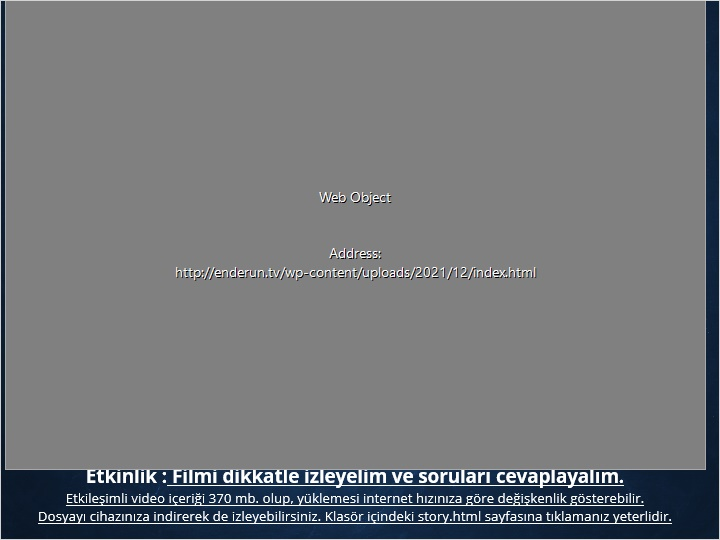 Web Object
Address:
http://enderun.tv/wp-content/uploads/2021/12/index.html
Etkinlik : Filmi dikkatle izleyelim ve soruları cevaplayalım.
Etkileşimli video içeriği 370 mb. olup, yüklemesi internet hızınıza göre değişkenlik gösterebilir.
Dosyayı cihazınıza indirerek de izleyebilirsiniz. Klasör içindeki story.html sayfasına tıklamanız yeterlidir.